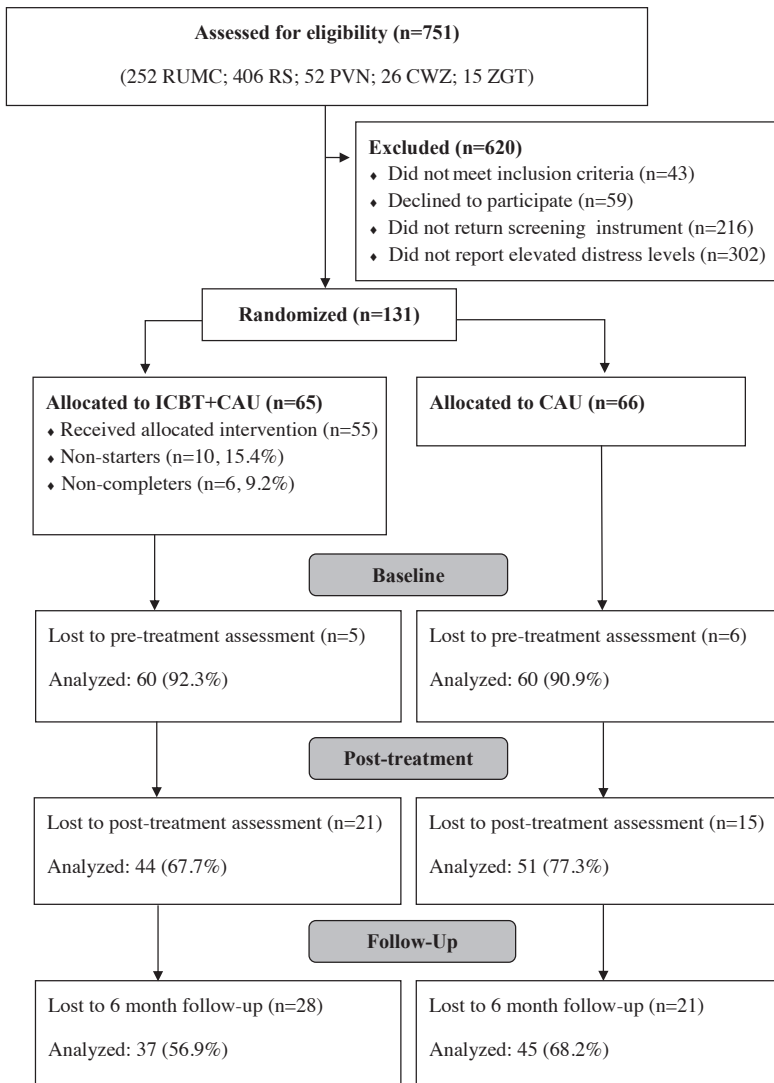 Assessed for eligibility (n=751)
(252 RUMC; 406 RS; 52 PVN; 26 CWZ; 15 ZGT)
Excluded (n=620)
♦ Did not meet inclusion criteria (n=43)
♦ Declined to participate (n=59)
♦ Did not return screening instrument (n=216)
♦ Did not report elevated distress levels (n=302)
Randomized (n=131)
Allocated to ICBT+CAU (n=65)
♦ Received allocated intervention (n=55)
♦ Non-starters (n=10, 15.4%)
♦ Non-completers (n=6, 9.2%)
Allocated to CAU (n=66)
Baseline
Lost to pre-treatment assessment (n=5)
Analyzed: 60 (92.3%)
Lost to pre-treatment assessment (n=6)
Analyzed: 60 (90.9%)
Post-treatment
Lost to post-treatment assessment (n=21)
Analyzed: 44 (67.7%)
Lost to post-treatment assessment (n=15)
Analyzed: 51 (77.3%)
Follow-Up
Lost to 6 month follow-up (n=28)
Analyzed: 37 (56.9%)
Lost to 6 month follow-up (n=21)
Analyzed: 45 (68.2%)